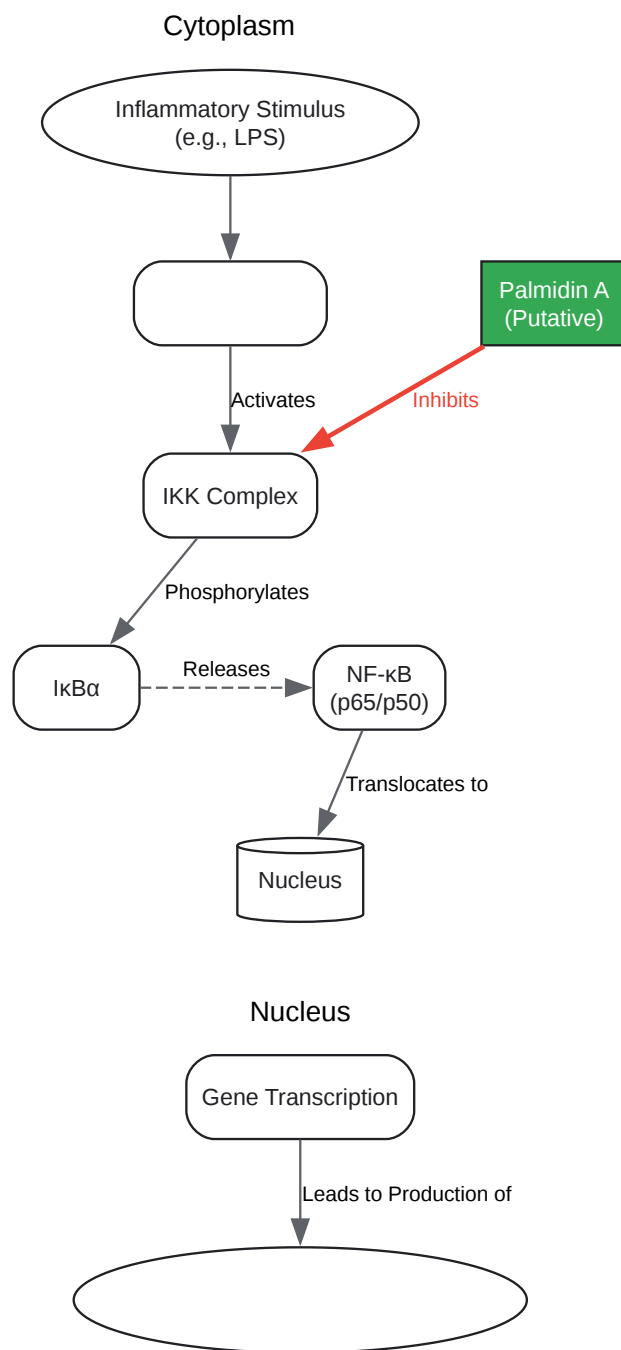 Cytoplasm
Inflammatory Stimulus
(e.g., LPS)
Palmidin A
(Putative)
Activates
Inhibits
IKK Complex
Phosphorylates
IκBα
Releases
NF-κB
(p65/p50)
Translocates to
Nucleus
Nucleus
Gene Transcription
Leads to Production of